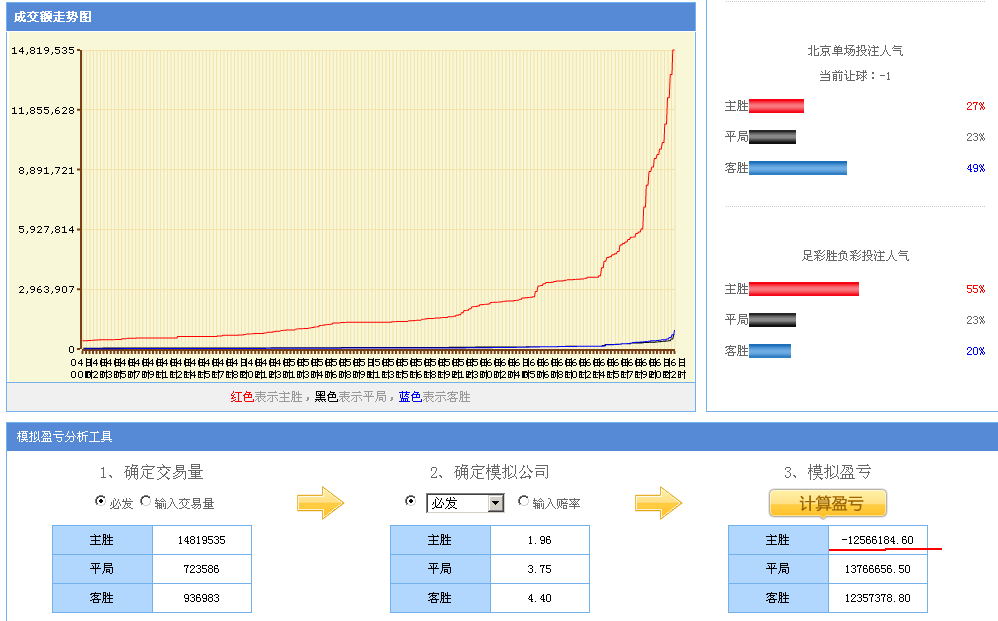 成交额走势图
14,819,535
11,855,628
8,891,721
5,927,814
2,963,907
0
红色表示主胜，黑色表示平局，蓝色表示客胜
北京单场投注人气
当前让球：-1
主胜 27%
平局 23%
客胜 49%
足彩胜负彩投注人气
主胜 55%
平局 23%
客胜 20%
模拟盈亏分析工具
1、确定交易量
必发 输入交易量
主胜 14819535
平局 723586
客胜 936983
2、确定模拟公司
必发 输入赔率
主胜 1.96
平局 3.75
客胜 4.40
3、模拟盈亏
计算盈亏
主胜 -12566184.60
平局 13766656.50
客胜 12357378.80